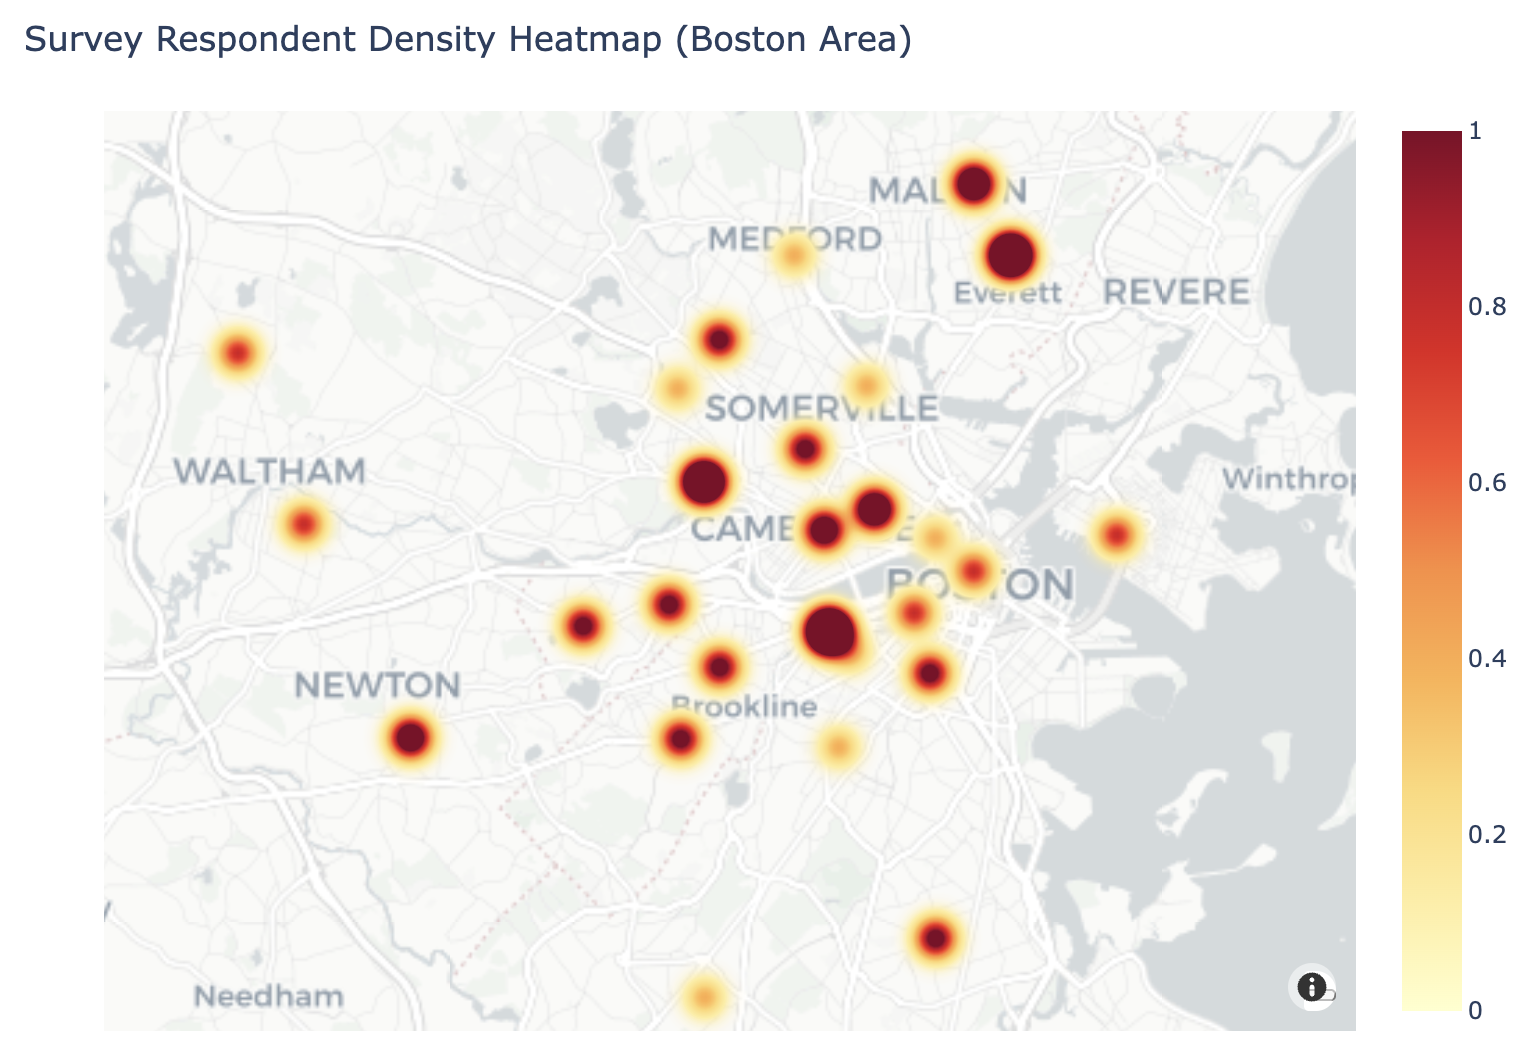 Survey Respondent Density Heatmap (Boston Area)
MEDFORD
Everett
REVERE
SOMERVILLE
WALTHAM
Winthrop
BOSTON
NEWTON
Brookline
Needham
1
0.8
0.6
0.4
0.2
0